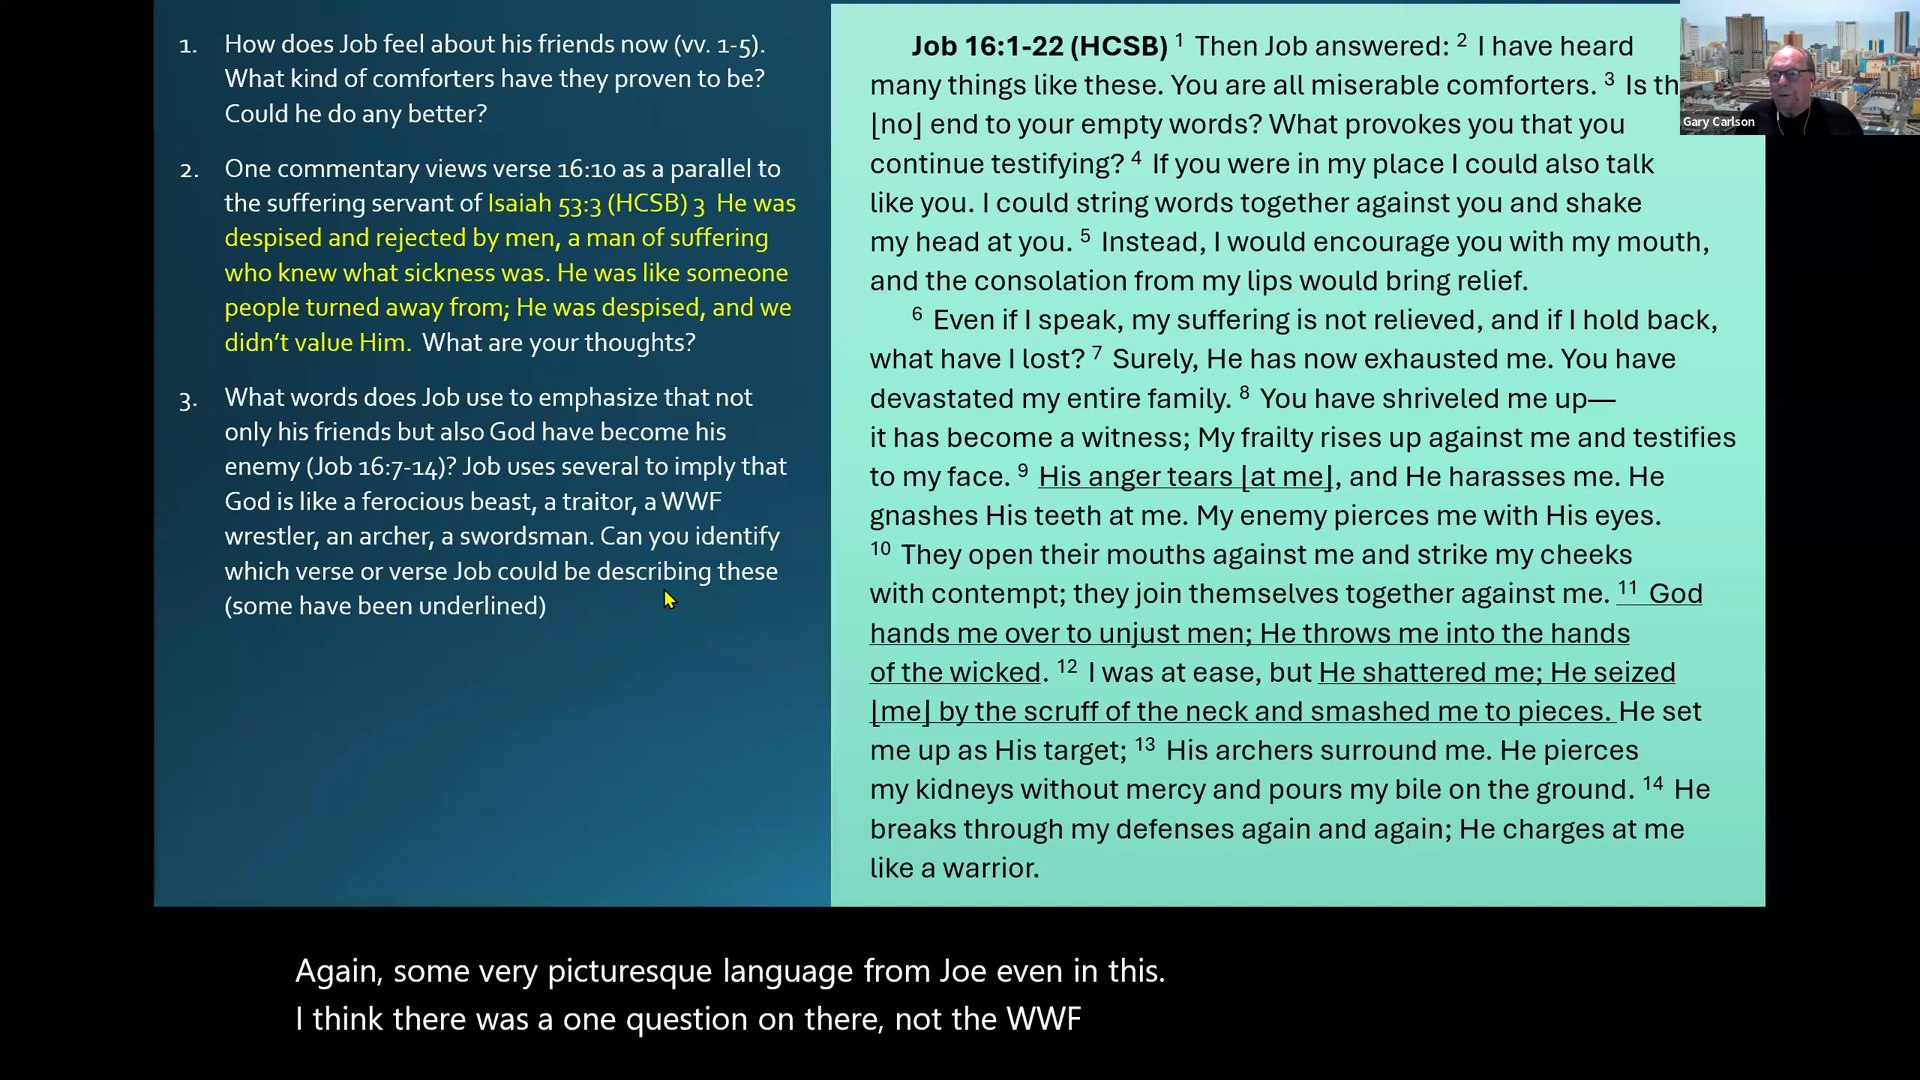 1. How does Job feel about his friends now (vv. 1-5).
What kind of comforters have they proven to be?
Could he do any better?
2. One commentary views verse 16:10 as a parallel to
the suffering servant of Isaiah 53:3 (HCSB) 3 He was
despised and rejected by men, a man of suffering
who knew what sickness was. He was like someone
people turned away from; He was despised, and we
didn't value Him. What are your thoughts?
3. What words does Job use to emphasize that not
only his friends but also God have become his
enemy (Job 16:7-14)? Job uses several to imply that
God is like a ferocious beast, a traitor, a WWF
wrestler, an archer, a swordsman. Can you identify
which verse or verse Job could be describing these
(some have been underlined)
Job 16:1-22 (HCSB) 1 Then Job answered: 2 I have heard
many things like these. You are all miserable comforters. 3 Is th
[no] end to your empty words? What provokes you that you
continue testifying? 4 If you were in my place I could also talk
like you. I could string words together against you and shake
my head at you. 5 Instead, I would encourage you with my mouth,
and the consolation from my lips would bring relief.
6 Even if I speak, my suffering is not relieved, and if I hold back,
what have I lost? 7 Surely, He has now exhausted me. You have
devastated my entire family. 8 You have shriveled me up—
it has become a witness; My frailty rises up against me and testifies
to my face. 9 His anger tears [at me], and He harasses me. He
gnashes His teeth at me. My enemy pierces me with His eyes.
10 They open their mouths against me and strike my cheeks
with contempt; they join themselves together against me. 11 God
hands me over to unjust men; He throws me into the hands
of the wicked. 12 I was at ease, but He shattered me; He seized
[me] by the scruff of the neck and smashed me to pieces. He set
me up as His target; 13 His archers surround me. He pierces
my kidneys without mercy and pours my bile on the ground. 14 He
breaks through my defenses again and again; He charges at me
like a warrior.
Gary Carlson
Again, some very picturesque language from Joe even in this.
I think there was a one question on there, not the WWF